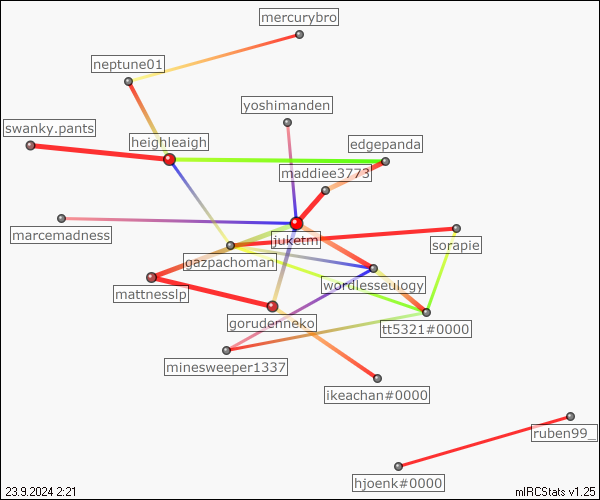 mercurybro
neptune01
yoshimanden
swanky.pants
heighleaigh
edgepanda
maddiee3773
marcemadness
juketml
sorapie
gazpachoman
wordlesseulogy
mattnesslp
gorudenneko
tt5321#0000
minesweeper1337
ikeachan#0000
ruben99_
hjoenk#0000
23.9.2024 2:21
mIRCStats v1.25